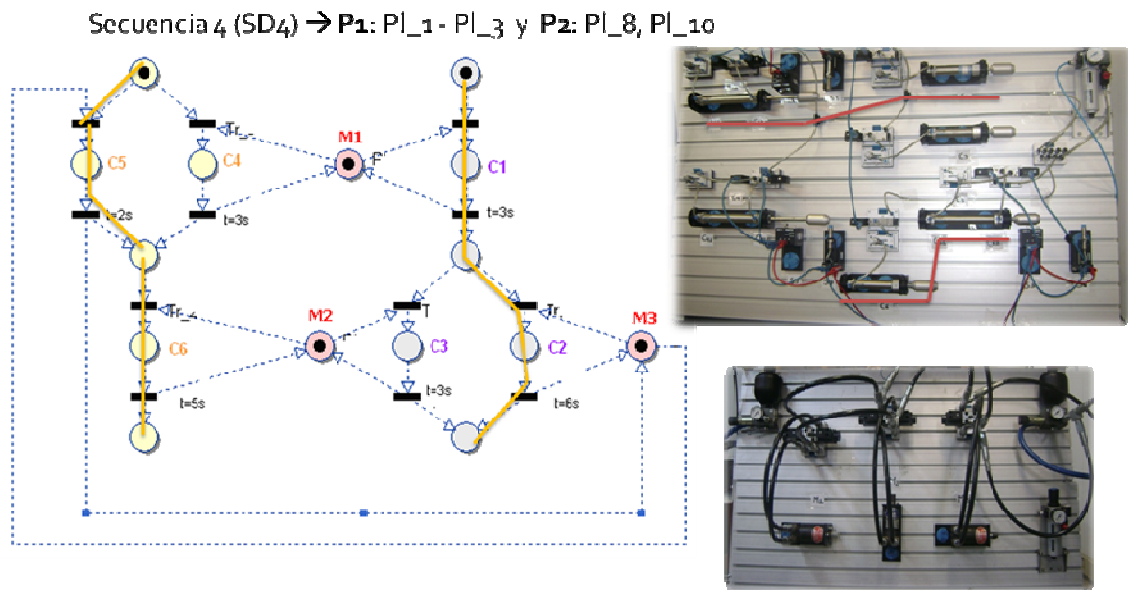 Secuencia 4 (SD4) → P1: Pl_1 - Pl_3 y P2: Pl_8, Pl_10
M1
C5
C4
C1
t=2s
t=3s
t=3s
M2
M3
C6
C3
C2
t=3s
t=5s
t=6s